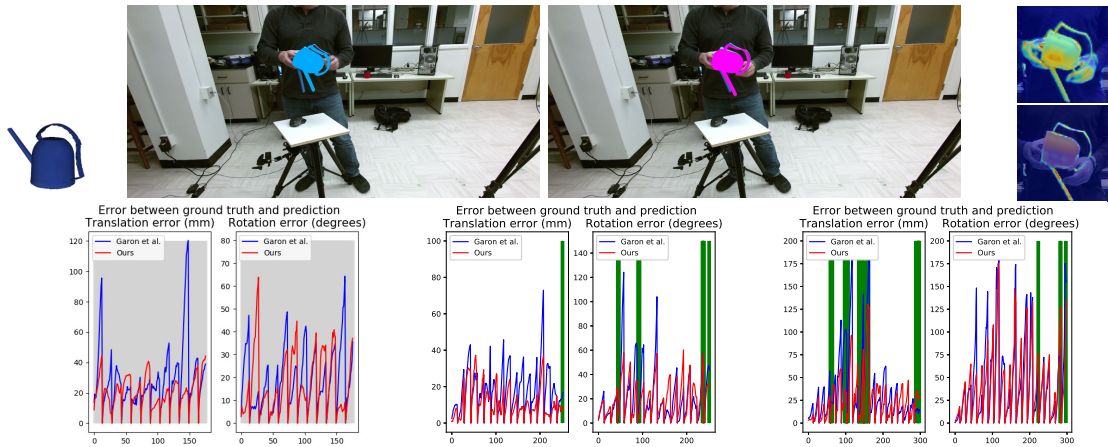 Error between ground truth and prediction
Translation error (mm) Rotation error (degrees)
Garon et al.
Ours
120
100
80
60
40
20
0
0 50 100 150
Garon et al.
Ours
80
70
60
50
40
30
20
10
0
0 50 100 150
Error between ground truth and prediction
Translation error (mm) Rotation error (degrees)
Garon et al.
Ours
100
80
60
40
20
0
0 100 200
Garon et al.
Ours
140
120
100
80
60
40
20
0
0 100 200
Error between ground truth and prediction
Translation error (mm) Rotation error (degrees)
Garon et al.
Ours
200
175
150
125
100
75
50
25
0
0 100 200 300
Garon et al.
Ours
200
175
150
125
100
75
50
25
0
0 100 200 300